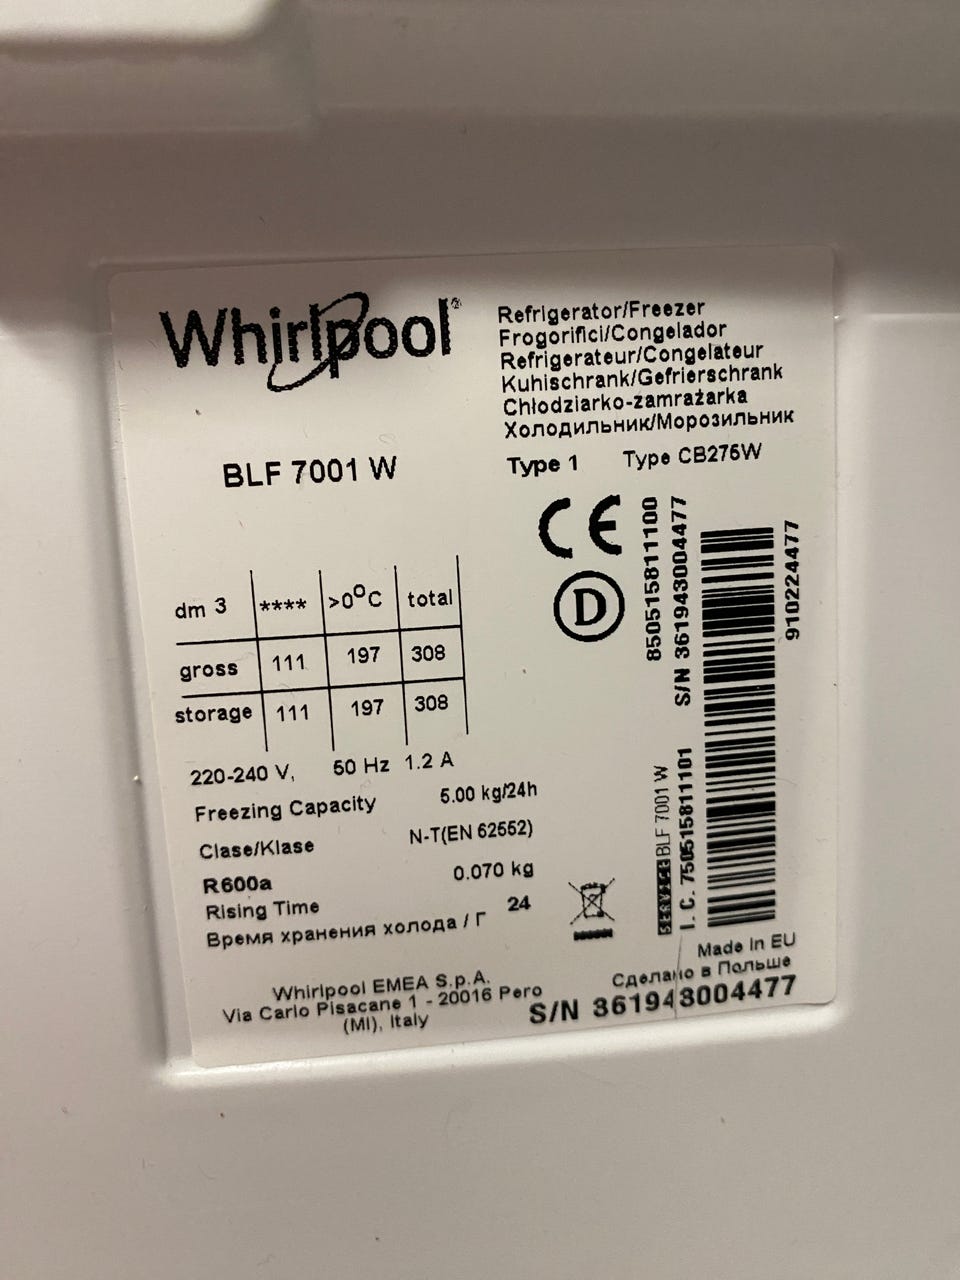 Whirlpool
Refrigerator/Freezer
Frogorifici/Congelador
Refrigerateur/Congelateur
Kuhischrank/Gefrierschrank
Chłodziarko-zamrażarka
Холодильник/Морозильник
BLF 7001 W
Type 1 Type CB275W
CE
D
850515811100
S/N 361943004477
910224477
dm 3 **** >0°C total
gross 111 197 308
storage 111 197 308
220-240 V, 50 Hz 1.2 A
Freezing Capacity 5.00 kg/24h
Clase/Klase N-T(EN 62552)
R600a 0.070 kg
Rising Time 24
Время хранения холода / Г
SERVICE BLF 7001 W
I. C. 750515811101
Made In EU
Сделано в Польше
S/N 361943004477
Whirlpool EMEA S.p.A.
Via Carlo Pisacane 1 - 20016 Pero
(MI), Italy